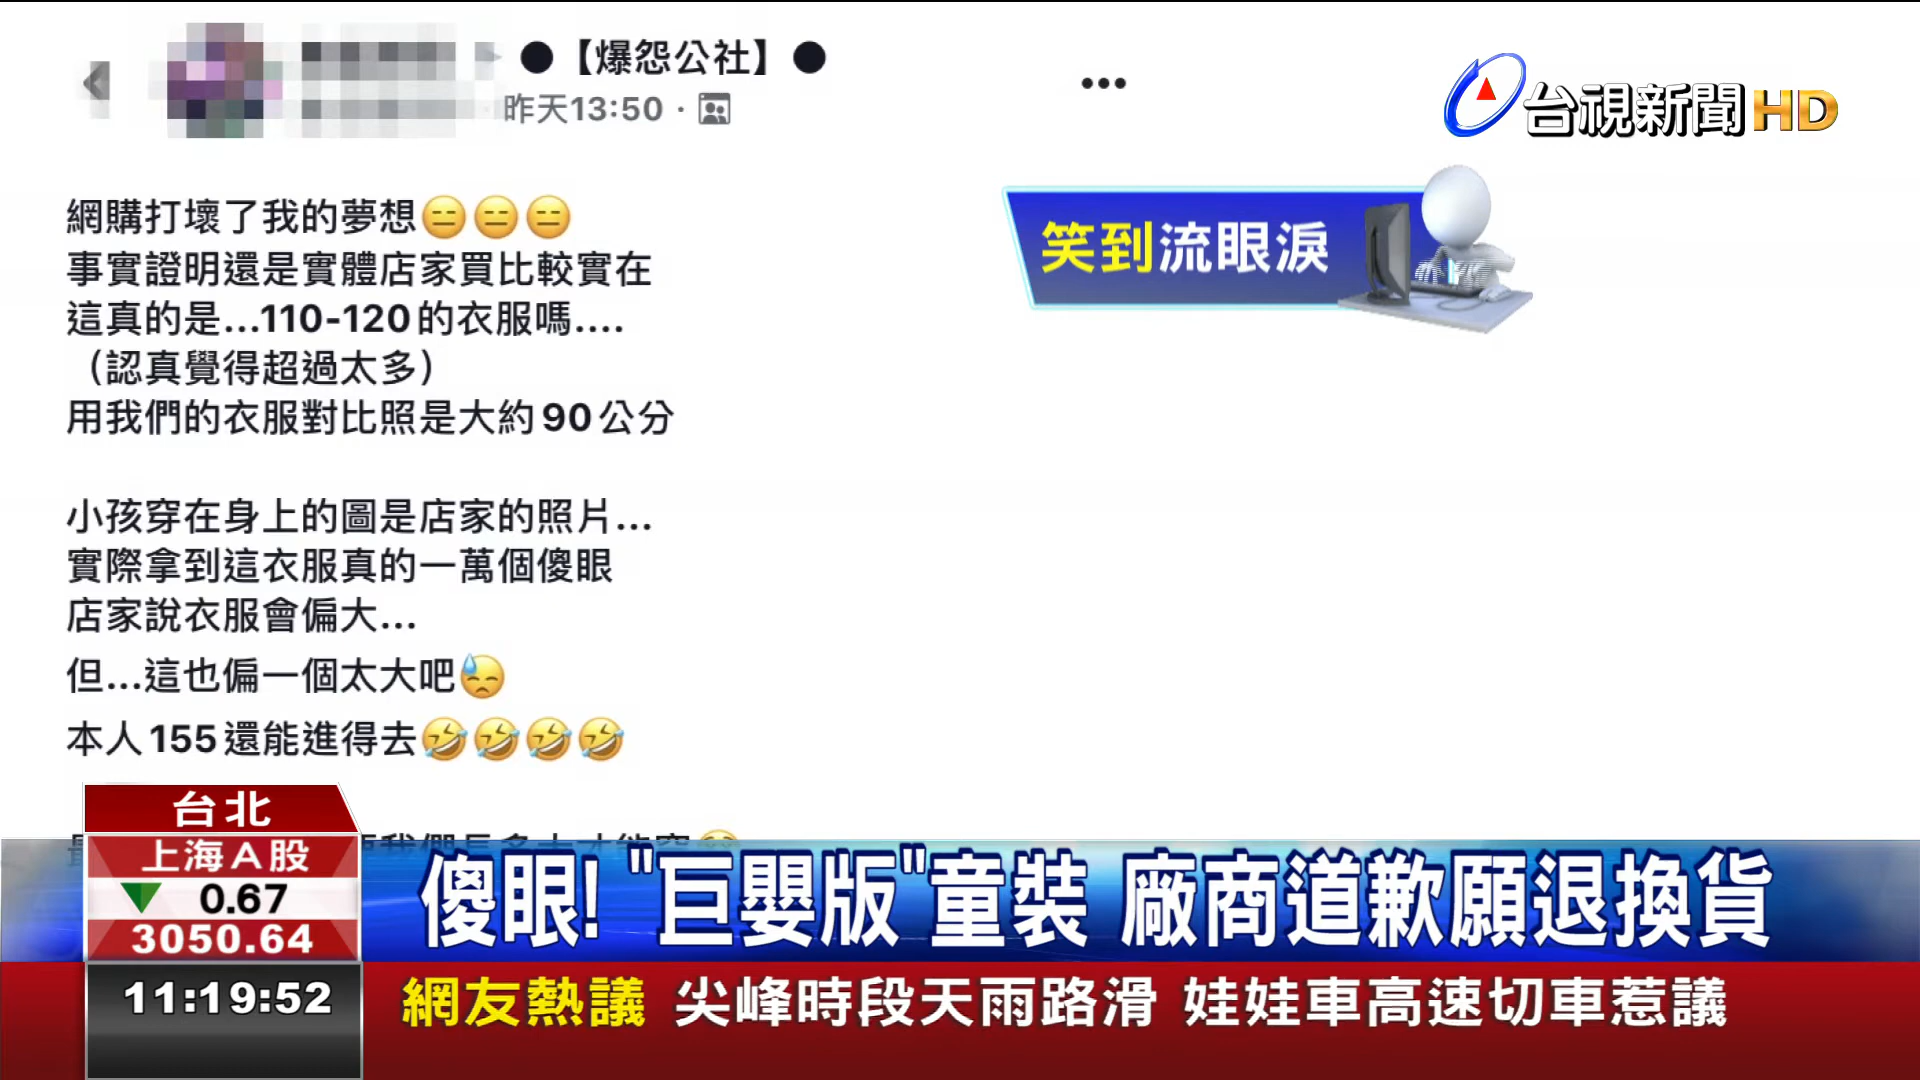 ●【爆怨公社】●
昨天13:50
台視新聞HD
笑到流眼淚
網購打壞了我的夢想😑😑😑
事實證明還是實體店家買比較實在
這真的是...110-120的衣服嗎....
（認真覺得超過太多）
用我們的衣服對比照是大約90公分
小孩穿在身上的圖是店家的照片...
實際拿到這衣服真的一萬個傻眼
店家說衣服會偏大...
但...這也偏一個太大吧😓
本人155還能進得去🤣🤣🤣🤣
台北
上海A股
▼ 0.67
3050.64
11:19:52
傻眼! "巨嬰版"童裝 廠商道歉願退換貨
網友熱議 尖峰時段天雨路滑 娃娃車高速切車惹議